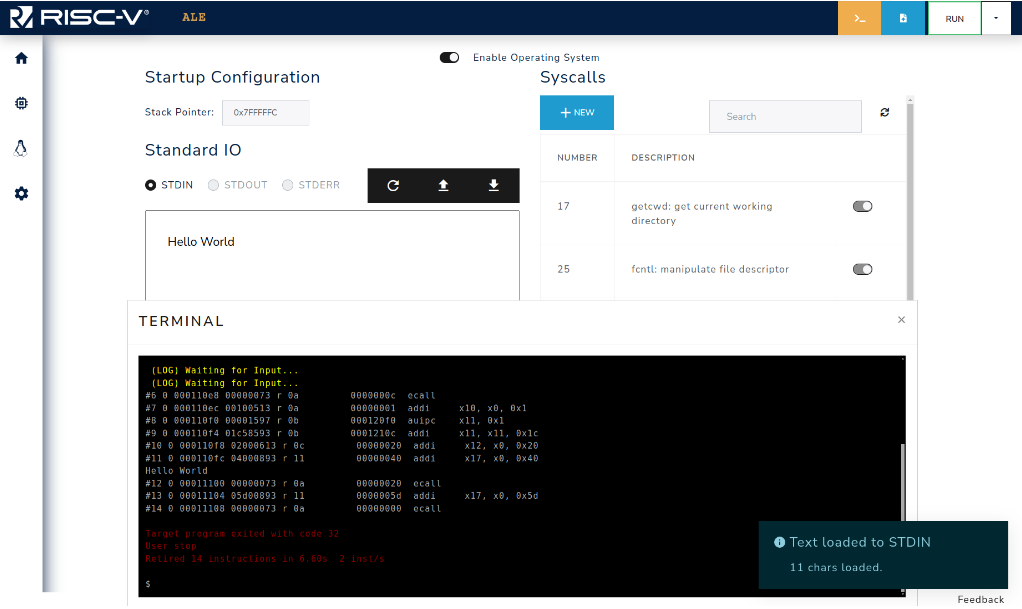 RISC-V® ALE >_ RUN
Enable Operating System
Startup Configuration
Stack Pointer: 0x7FFFFFC
Standard IO
STDIN STDOUT STDERR
Hello World
Syscalls
+ NEW Search
NUMBER DESCRIPTION
17 getcwd: get current working
directory
25 fcntl: manipulate file descriptor
TERMINAL ×
(LOG) Waiting for Input...
(LOG) Waiting for Input...
#6 0 000110e8 00000073 r 0a 0000000c ecall
#7 0 000110ec 00100513 r 0a 00000001 addi x10, x0, 0x1
#8 0 000110f0 00001597 r 0b 000120f0 auipc x11, 0x1
#9 0 000110f4 01c58593 r 0b 0001210c addi x11, x11, 0x1c
#10 0 000110f8 02000613 r 0c 00000020 addi x12, x0, 0x20
#11 0 000110fc 04000893 r 11 00000040 addi x17, x0, 0x40
Hello World
#12 0 00011100 00000073 r 0a 00000020 ecall
#13 0 00011104 05d00893 r 11 0000005d addi x17, x0, 0x5d
#14 0 00011108 00000073 r 0a 00000000 ecall
Target program exited with code 32
User stop
Retired 14 instructions in 6.69s 2 inst/s
$
Text loaded to STDIN
11 chars loaded.
Feedback